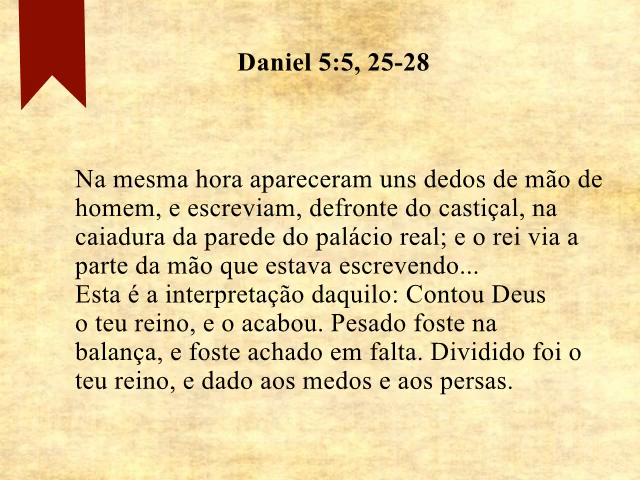 Daniel 5:5, 25-28
Na mesma hora apareceram uns dedos de mão de
homem, e escreviam, defronte do castiçal, na
caiadura da parede do palácio real; e o rei via a
parte da mão que estava escrevendo...
Esta é a interpretação daquilo: Contou Deus
o teu reino, e o acabou. Pesado foste na
balança, e foste achado em falta. Dividido foi o
teu reino, e dado aos medos e aos persas.